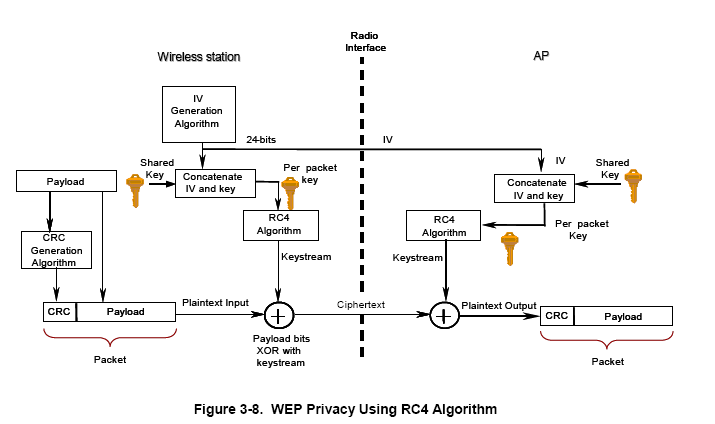 Radio
Interface
Wireless station
AP
IV
Generation
Algorithm
24-bits
IV
Shared
Key
Concatenate
IV and key
Per packet
key
IV
Shared
Key
Concatenate
IV and key
Payload
RC4
Algorithm
RC4
Algorithm
Per packet
Key
CRC
Generation
Algorithm
Keystream
Keystream
CRC
Payload
Plaintext Input
Ciphertext
Plaintext Output
CRC
Payload
Payload bits
XOR with
keystream
Packet
Packet
Figure 3-8. WEP Privacy Using RC4 Algorithm